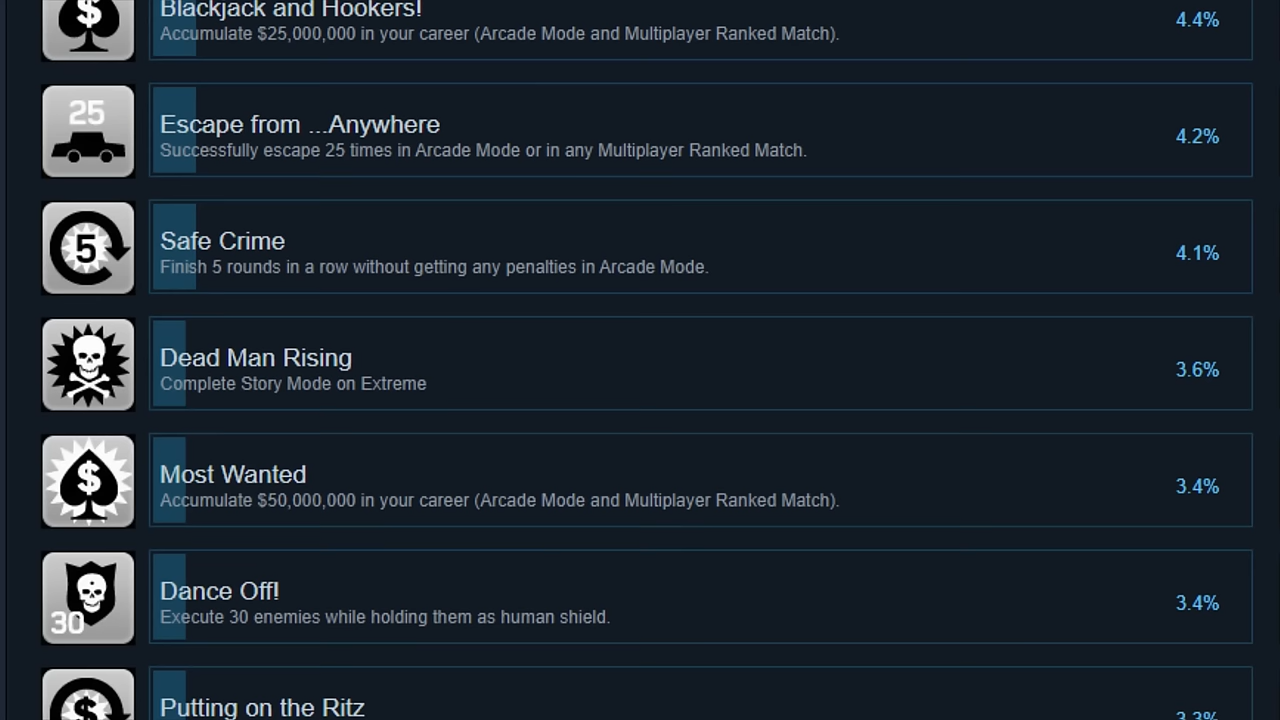 Blackjack and Hookers!
Accumulate $25,000,000 in your career (Arcade Mode and Multiplayer Ranked Match).
4.4%
25
Escape from ...Anywhere
Successfully escape 25 times in Arcade Mode or in any Multiplayer Ranked Match.
4.2%
5
Safe Crime
Finish 5 rounds in a row without getting any penalties in Arcade Mode.
4.1%
Dead Man Rising
Complete Story Mode on Extreme
3.6%
$
Most Wanted
Accumulate $50,000,000 in your career (Arcade Mode and Multiplayer Ranked Match).
3.4%
30
Dance Off!
Execute 30 enemies while holding them as human shield.
3.4%
$
Putting on the Ritz
3.3%